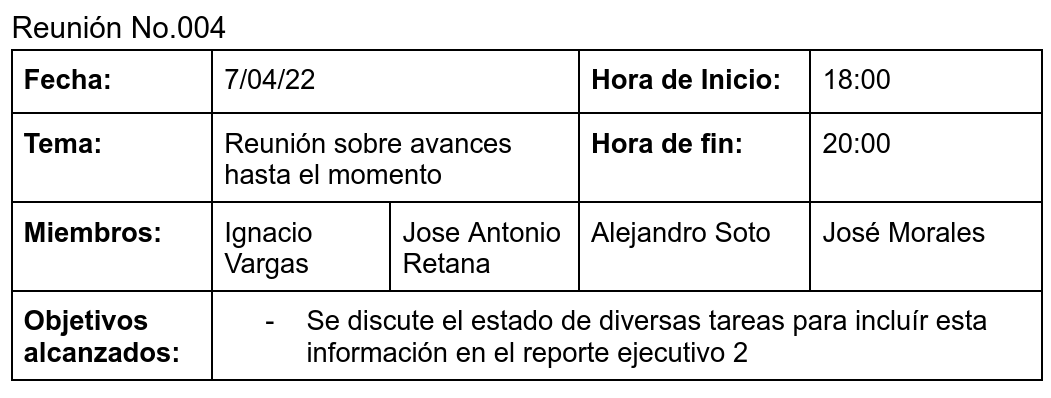 Reunión No.004
Fecha: 7/04/22 Hora de Inicio: 18:00
Tema: Reunión sobre avances Hora de fin: 20:00
hasta el momento
Miembros: Ignacio Jose Antonio Alejandro Soto José Morales
Vargas Retana
Objetivos - Se discute el estado de diversas tareas para incluír esta
alcanzados: información en el reporte ejecutivo 2